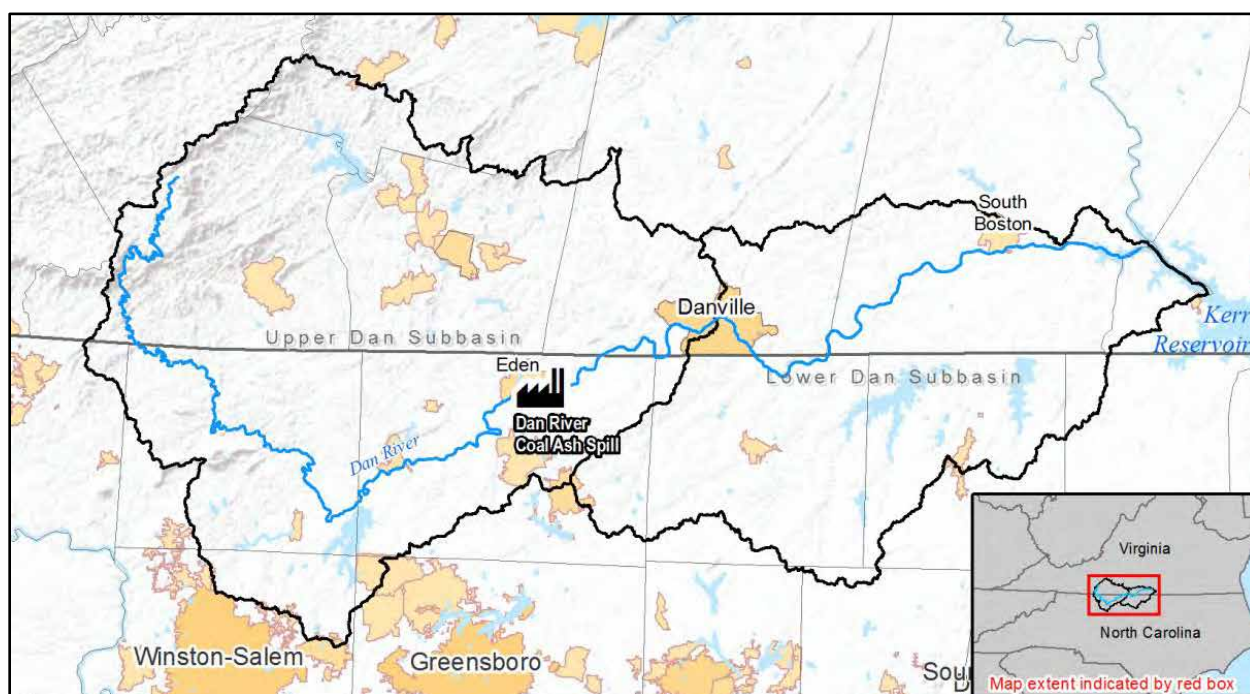 South
Boston
Danville
Kerr
Reservoir
Upper Dan Subbasin
Eden
Lower Dan Subbasin
Dan River
Coal Ash Spill
Dan River
Virginia
North Carolina
Winston-Salem
Greensboro
Map extent indicated by red box